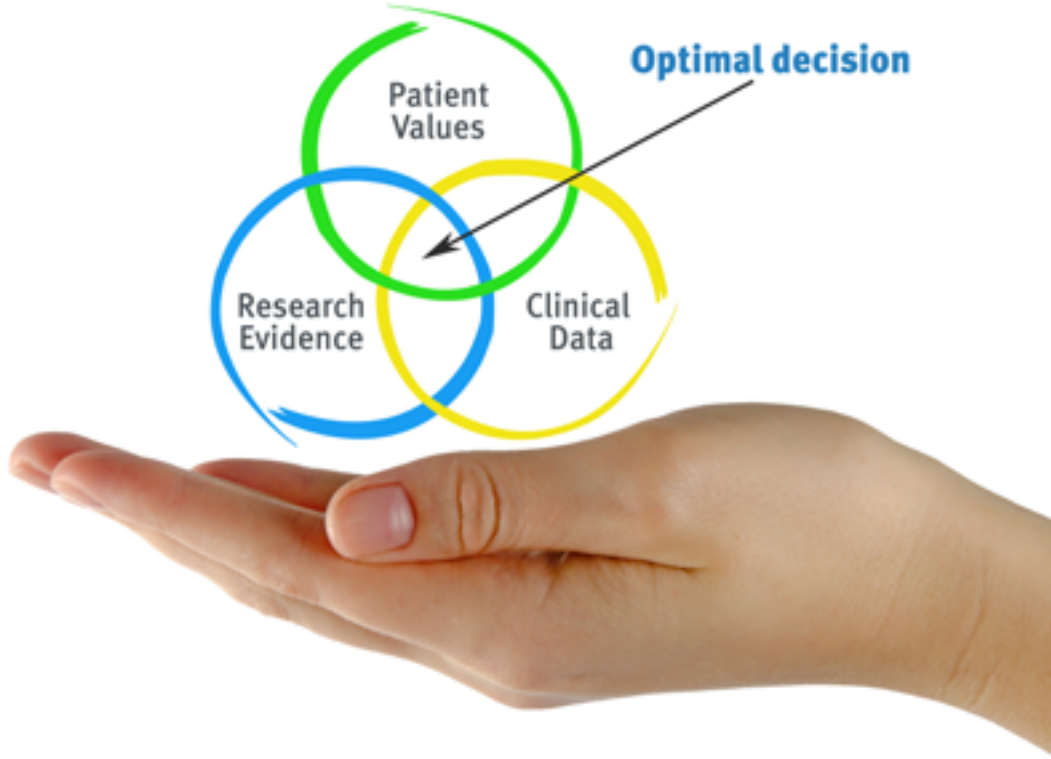 Optimal decision
Patient
Values
Research
Evidence
Clinical
Data